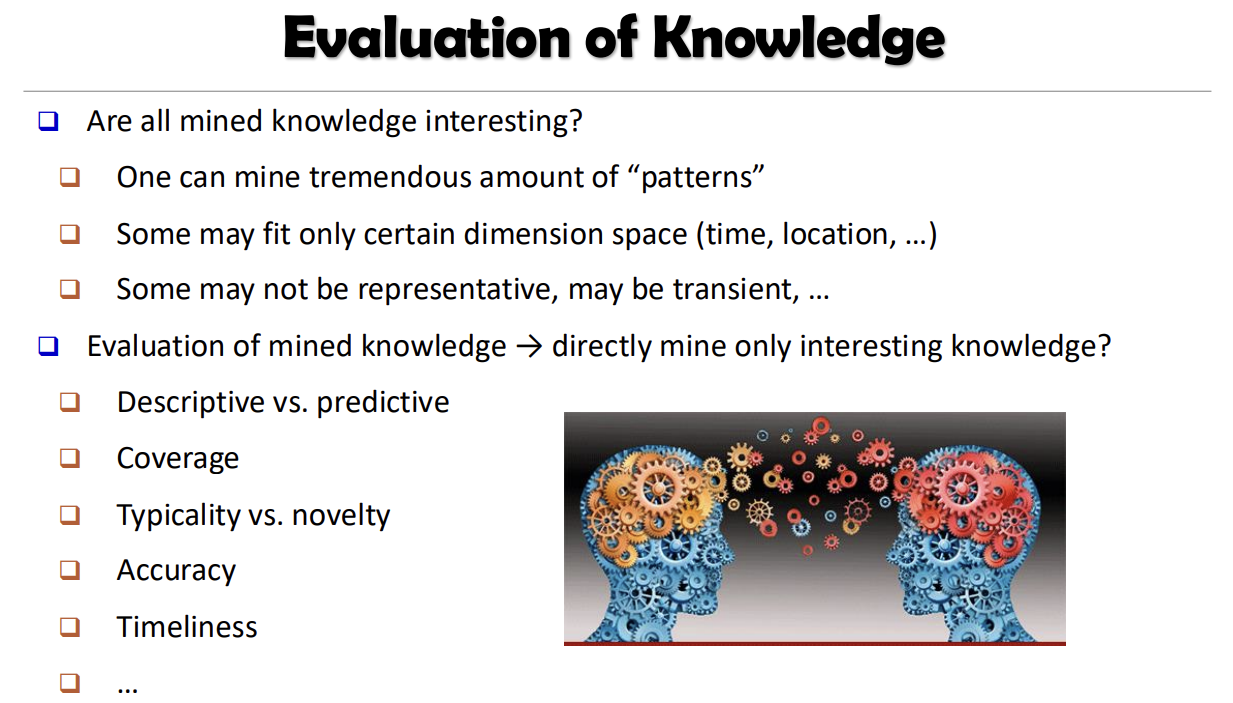 Evaluation of Knowledge
Are all mined knowledge interesting?
One can mine tremendous amount of “patterns”
Some may fit only certain dimension space (time, location, …)
Some may not be representative, may be transient, …
Evaluation of mined knowledge → directly mine only interesting knowledge?
Descriptive vs. predictive
Coverage
Typicality vs. novelty
Accuracy
Timeliness
…